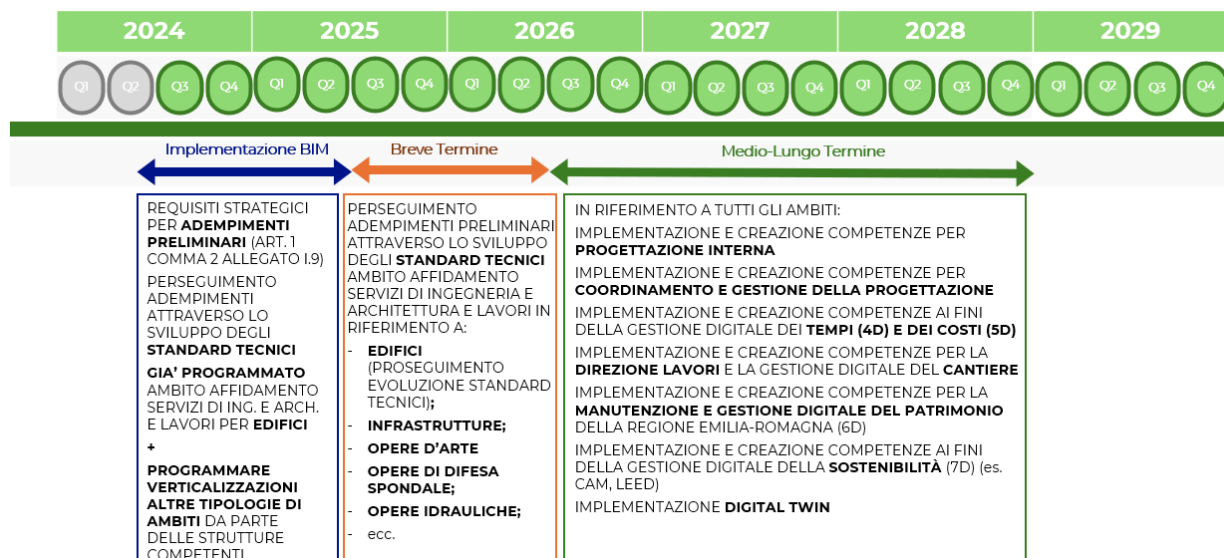 2024 2025 2026 2027 2028 2029
Q1 Q2 Q3 Q4 Q1 Q2 Q3 Q4 Q1 Q2 Q3 Q4 Q1 Q2 Q3 Q4 Q1 Q2 Q3 Q4 Q1 Q2 Q3 Q4
Implementazione BIM
Breve Termine
Medio-Lungo Termine
REQUISITI STRATEGICI
PER ADEMPIMENTI
PRELIMINARI (ART. 1
COMMA 2 ALLEGATO I.9)
PERSEGUIMENTO
ADEMPIMENTI
ATTRAVERSO LO
SVILUPPO DEGLI
STANDARD TECNICI
GIA' PROGRAMMATO
AMBITO AFFIDAMENTO
SERVIZI DI ING. E ARCH.
E LAVORI PER EDIFICI
+
PROGRAMMARE
VERTICALIZZAZIONI
ALTRE TIPOLOGIE DI
AMBITI DA PARTE
DELLE STRUTTURE
COMPETENTI
PERSEGUIMENTO
ADEMPIMENTI PRELIMINARI
ATTRAVERSO LO SVILUPPO
DEGLI STANDARD TECNICI
AMBITO AFFIDAMENTO
SERVIZI DI INGEGNERIA E
ARCHITETTURA E LAVORI IN
RIFERIMENTO A:
- EDIFICI
(PROSEGUIMENTO
EVOLUZIONE STANDARD
TECNICI);
- INFRASTRUTTURE;
- OPERE D'ARTE
- OPERE DI DIFESA
SPONDALE;
- OPERE IDRAULICHE;
- ecc.
IN RIFERIMENTO A TUTTI GLI AMBITI:
IMPLEMENTAZIONE E CREAZIONE COMPETENZE PER
PROGETTAZIONE INTERNA
IMPLEMENTAZIONE E CREAZIONE COMPETENZE PER
COORDINAMENTO E GESTIONE DELLA PROGETTAZIONE
IMPLEMENTAZIONE E CREAZIONE COMPETENZE AI FINI
DELLA GESTIONE DIGITALE DEI TEMPI (4D) E DEI COSTI (5D)
IMPLEMENTAZIONE E CREAZIONE COMPETENZE PER LA
DIREZIONE LAVORI E LA GESTIONE DIGITALE DEL CANTIERE
IMPLEMENTAZIONE E CREAZIONE COMPETENZE PER LA
MANUTENZIONE E GESTIONE DIGITALE DEL PATRIMONIO
DELLA REGIONE EMILIA-ROMAGNA (6D)
IMPLEMENTAZIONE E CREAZIONE COMPETENZE AI FINI
DELLA GESTIONE DIGITALE DELLA SOSTENIBILITÀ (7D) (es.
CAM, LEED)
IMPLEMENTAZIONE DIGITAL TWIN